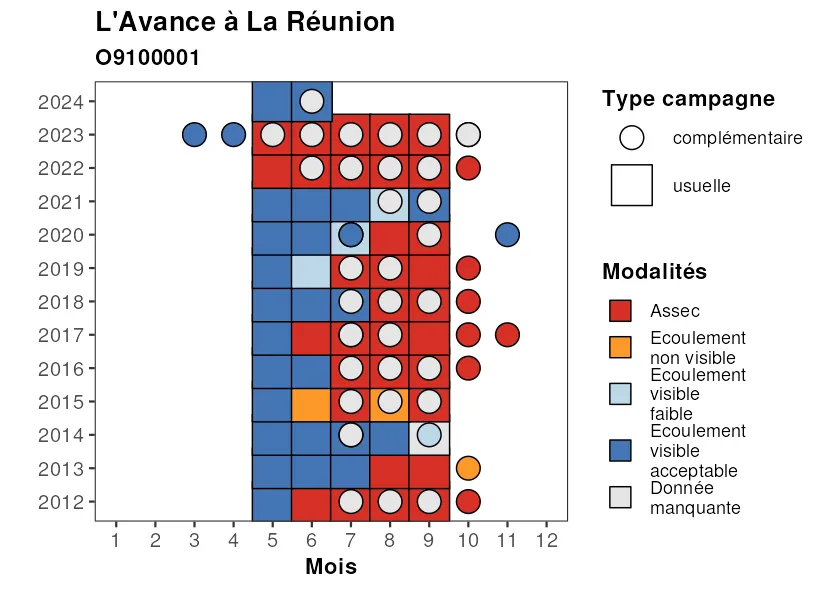 L'Avance à La Réunion
O9100001
2024
2023
2022
2021
2020
2019
2018
2017
2016
2015
2014
2013
2012
1 2 3 4 5 6 7 8 9 10 11 12
Mois
Type campagne
complémentaire
usuelle
Modalités
Assec
Ecoulement
non visible
Ecoulement
visible
faible
Ecoulement
visible
acceptable
Donnée
manquante